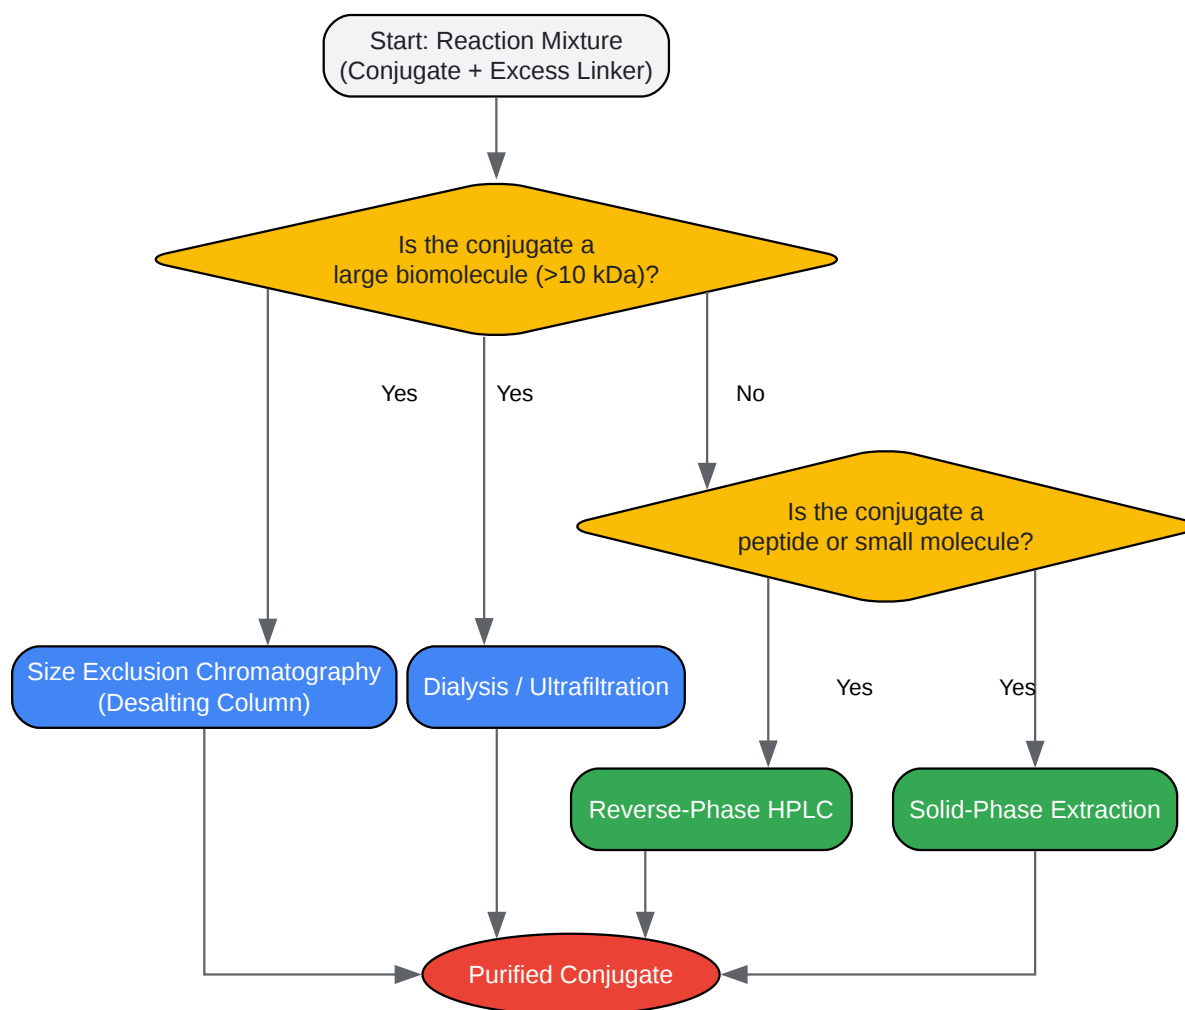 Start: Reaction Mixture
(Conjugate + Excess Linker)
Is the conjugate a
large biomolecule (>10 kDa)?
Yes
Yes
No
Is the conjugate a
peptide or small molecule?
Size Exclusion Chromatography
(Desalting Column)
Dialysis / Ultrafiltration
Yes
Yes
Reverse-Phase HPLC
Solid-Phase Extraction
Purified Conjugate